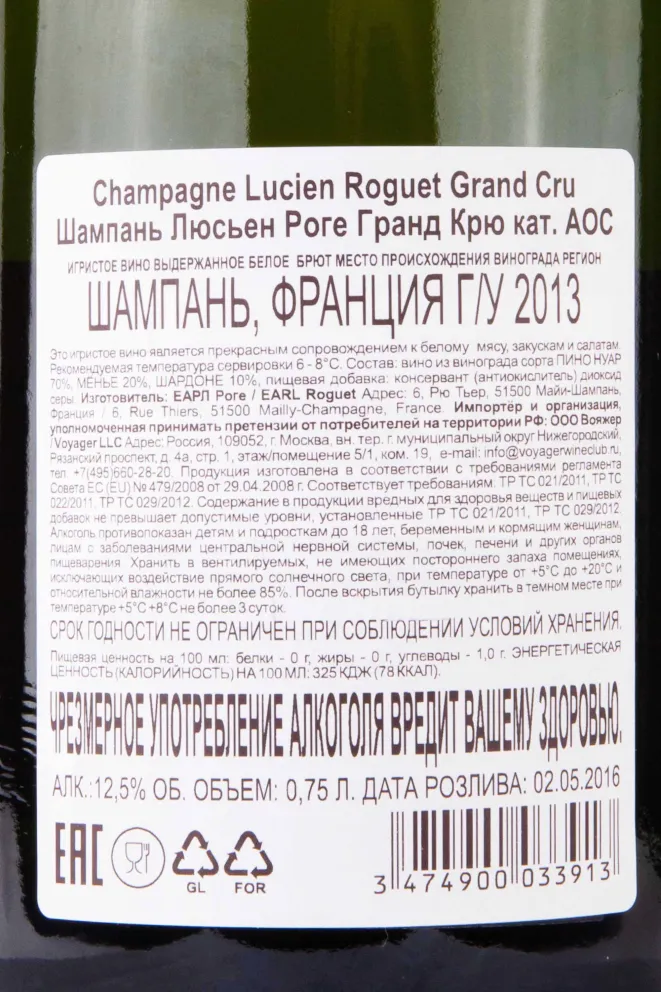 Champagne Lucien Roguet Grand Cru
Шампань Люсьен Роге Гранд Крю кат. АОС
ИГРИСТОЕ ВИНО ВЫДЕРЖАННОЕ БЕЛОЕ БРЮТ МЕСТО ПРОИСХОЖДЕНИЯ ВИНОГРАДА РЕГИОН
ШАМПАНЬ, ФРАНЦИЯ Г/У 2013
Это игристое вино является прекрасным сопровождением к белому мясу, закускам и салатам.
Рекомендуемая температура сервировки 6 - 8°С. Состав: вино из винограда сорта ПИНО НУАР
70%, МЕНЬЕ 20%, ШАРДОНЕ 10%, пищевая добавка: консервант (антиокислитель) диоксид
серы. Изготовитель: ЕАРЛ Роге / EARL Roguet Адрес: 6, Рю Тьер, 51500 Майи-Шампань,
Франция / 6, Rue Thiers, 51500 Mailly-Champagne, France. Импортёр и организация,
уполномоченная принимать претензии от потребителей на территории РФ: ООО Вояжер
/Voyager LLC Адрес: Россия, 109052, г. Москва, вн. тер. г. муниципальный округ Нижегородский,
Рязанский проспект, д. 4а, стр. 1, этаж/помещение 5/1, ком. 19, e-mail: info@voyagerwineclub.ru,
тел. +7(495)660-28-20. Продукция изготовлена в соответствии с требованиями регламента
Совета ЕС (EU) №479/2008 от 29.04.2008 г. Соответствует требованиям: ТР ТС 021/2011, ТР ТС
022/2011, ТР ТС 029/2012. Содержание в продукции вредных для здоровья веществ и пищевых
добавок не превышает допустимые уровни, установленные ТР ТС 021/2011, ТР ТС 029/2012
Алкоголь противопоказан детям и подросткам до 18 лет, беременным и кормящим женщинам,
лицам с заболеваниями центральной нервной системы, почек, печени и других органов
пищеварения. Хранить в вентилируемых, не имеющих постороннего запаха помещениях,
исключающих воздействие прямого солнечного света, при температуре от +5°С до +20°С и
относительной влажности не более 85%. После вскрытия бутылку хранить в темном месте при
температуре +5°С +8°С не более 3 суток.
СРОК ГОДНОСТИ НЕ ОГРАНИЧЕН ПРИ СОБЛЮДЕНИИ УСЛОВИЙ ХРАНЕНИЯ.
Пищевая ценность на 100 мл: белки - 0 г, жиры - 0 г, углеводы - 1,0 г. ЭНЕРГЕТИЧЕСКАЯ
ЦЕННОСТЬ (КАЛОРИЙНОСТЬ) НА 100 МЛ: 325 КДЖ (78 ККАЛ).
ЧРЕЗМЕРНОЕ УПОТРЕБЛЕНИЕ АЛКОГОЛЯ ВРЕДИТ ВАШЕМУ ЗДОРОВЬЮ.
АЛК.:12,5% ОБ. ОБЪЕМ: 0,75 Л. ДАТА РОЗЛИВА: 02.05.2016
EAC
GL FOR
3 474900 033913